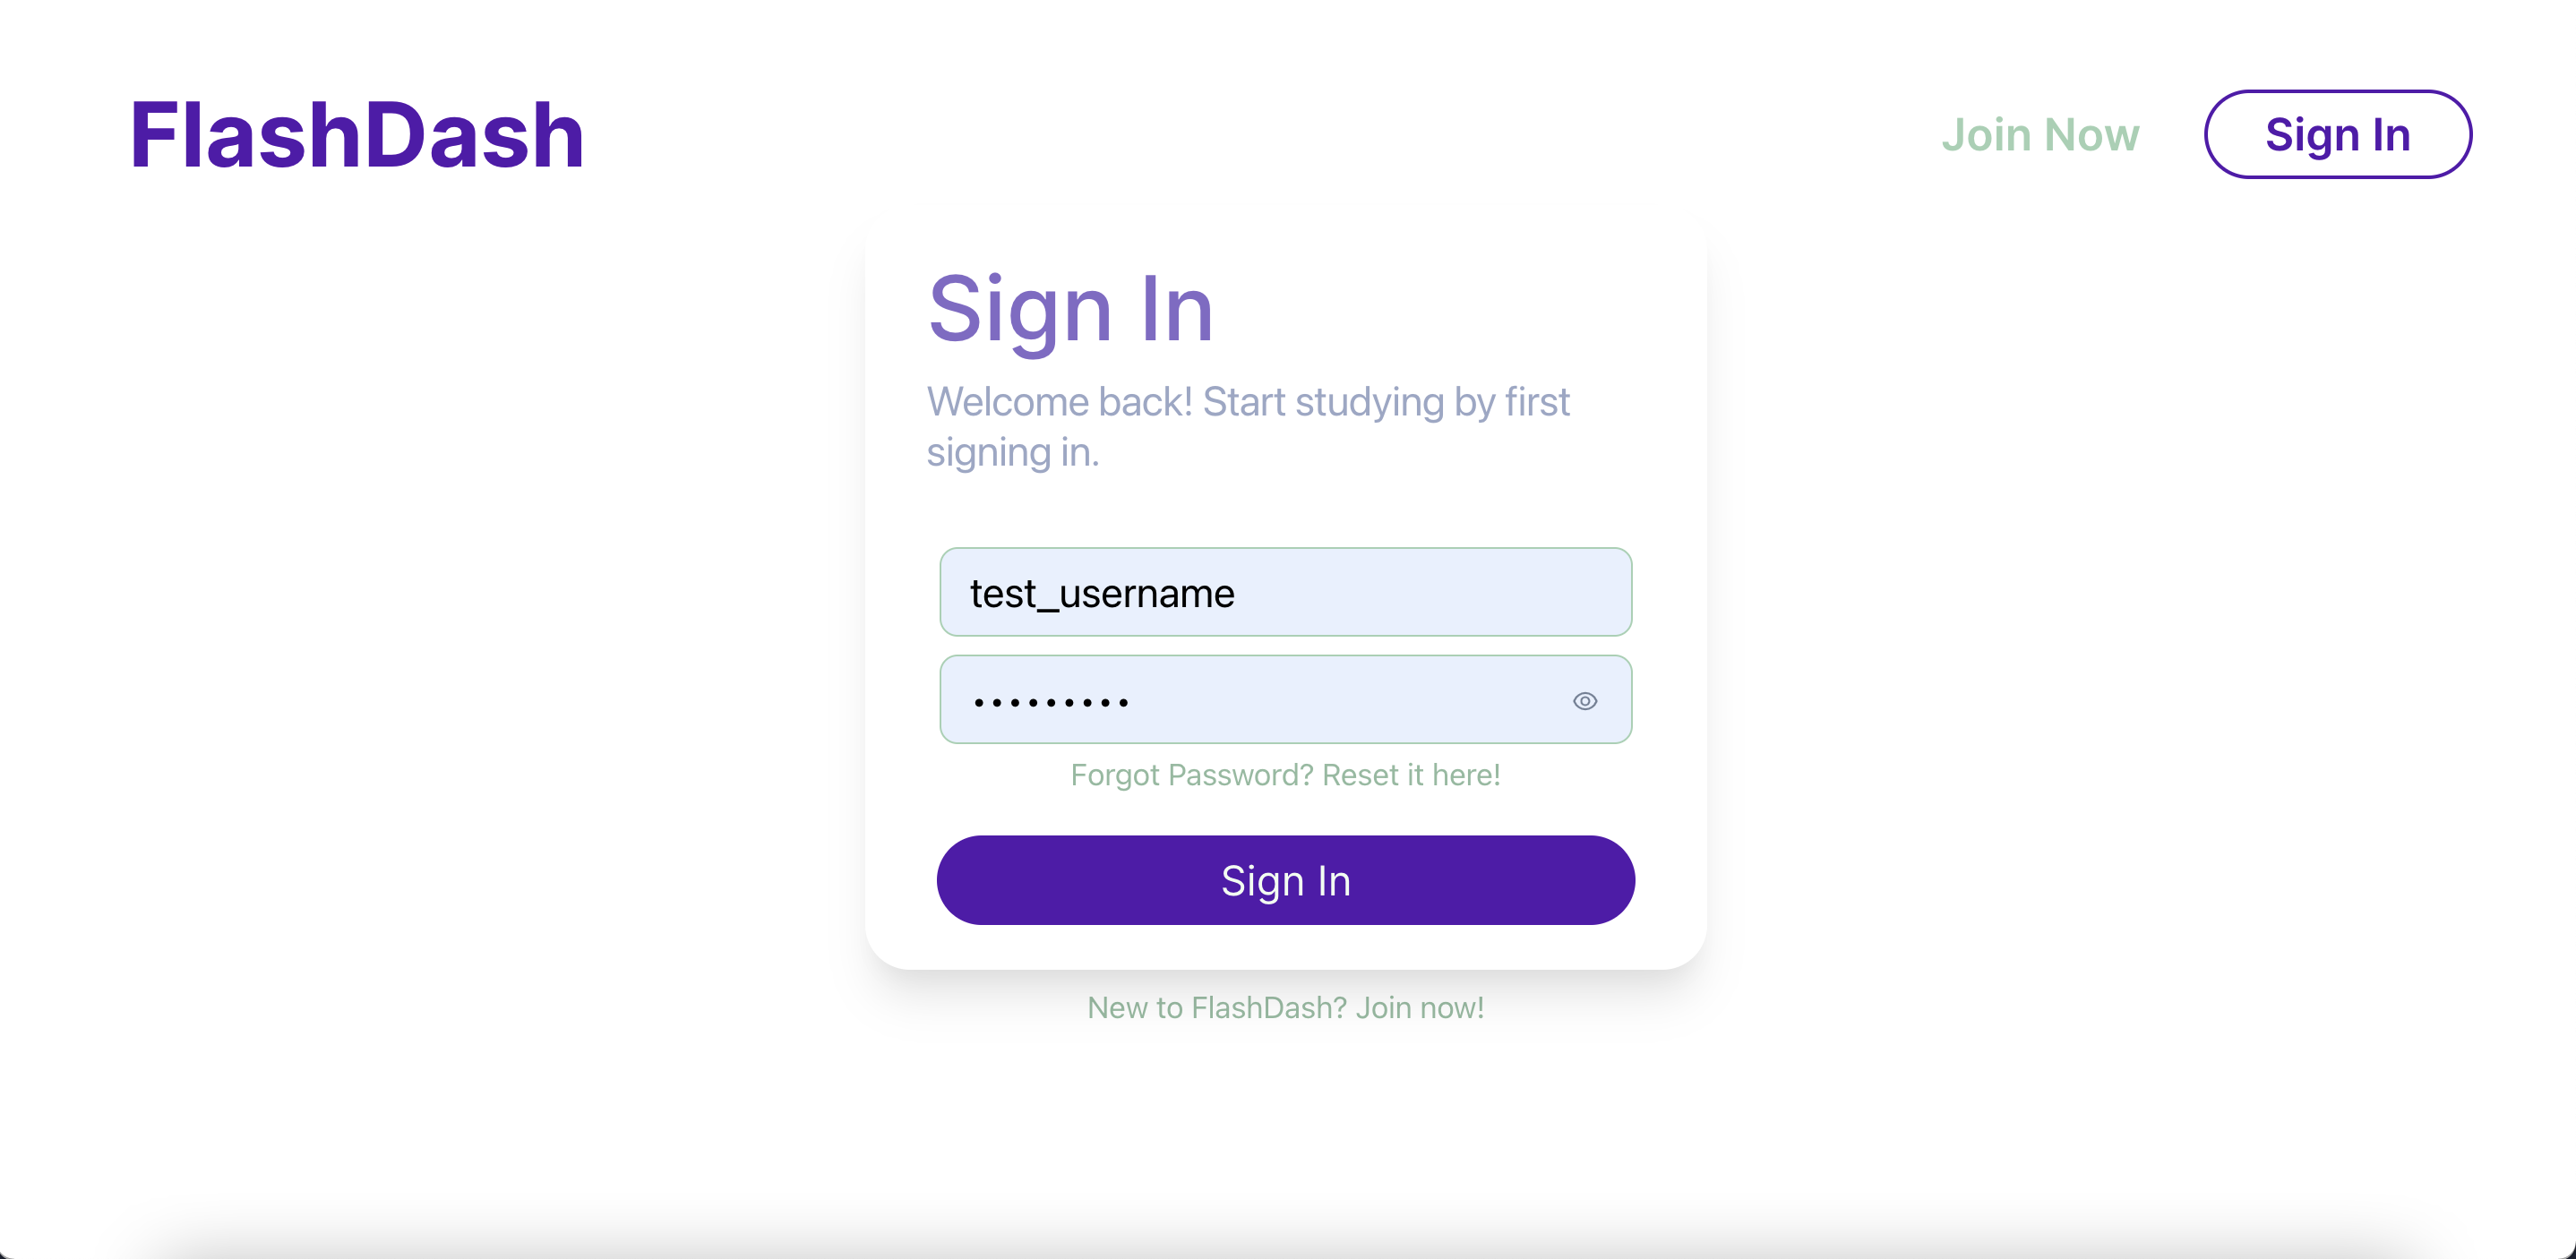 FlashDash
Join Now
Sign In
Sign In
Welcome back! Start studying by first
signing in.
test_username
•••••••••
Forgot Password? Reset it here!
Sign In
New to FlashDash? Join now!